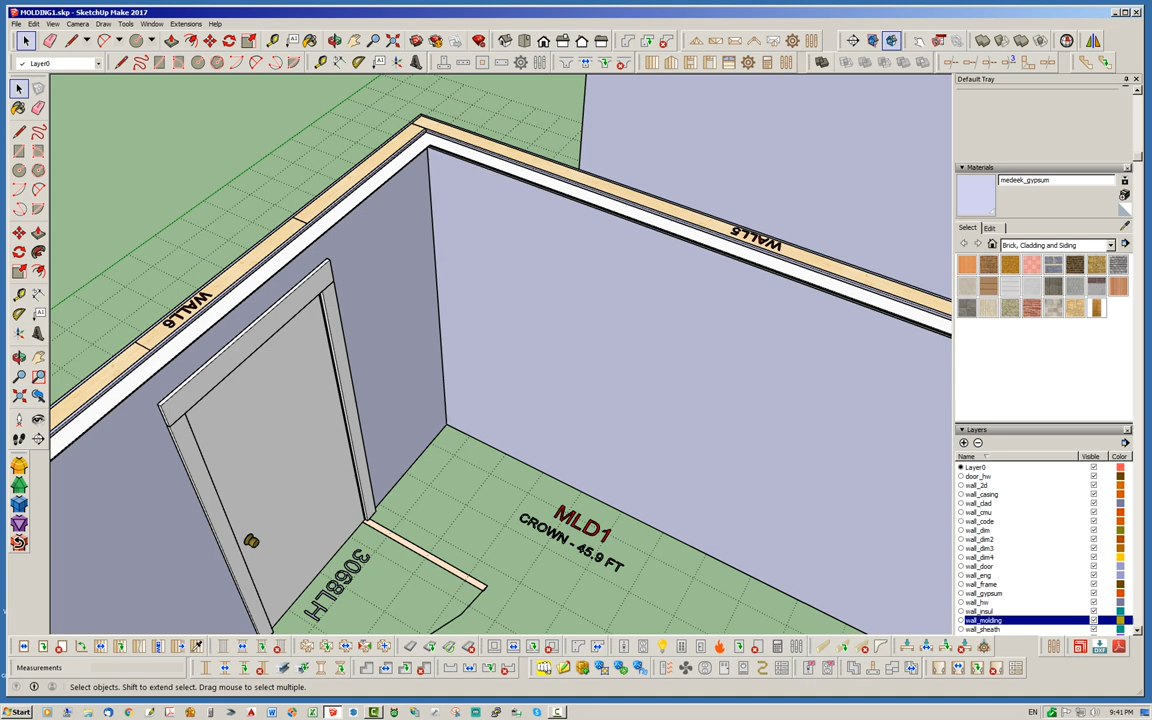 MOLDING1.skp - SketchUp Make 2017
File Edit View Camera Draw Tools Window Extensions Help
Layer0
Default Tray
Materials
medeek_gypsum
Select Edit
Brick, Cladding and Siding
Layers
Name Visible Color
Layer0
door_hw
wall_2d
wall_casing
wall_clad
wall_cmu
wall_code
wall_dim
wall_dim2
wall_dim3
wall_dim4
wall_door
wall_eng
wall_frame
wall_gypsum
wall_hw
wall_insul
wall_molding
wall_sheath
WALL5
WALL6
MLD1
CROWN - 45.9 FT
3068LH
Measurements
Select objects. Shift to extend select. Drag mouse to select multiple.
Start
EN 9:41 PM